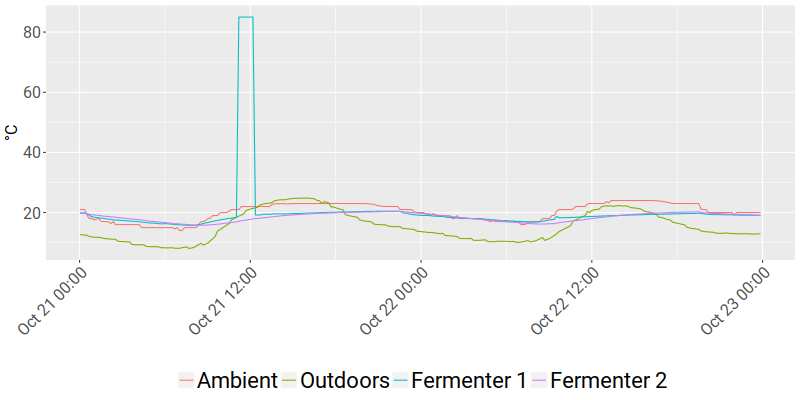 80
60
40
20
°C
Oct 21 00:00
Oct 21 12:00
Oct 22 00:00
Oct 22 12:00
Oct 23 00:00
Ambient Outdoors Fermenter 1 Fermenter 2